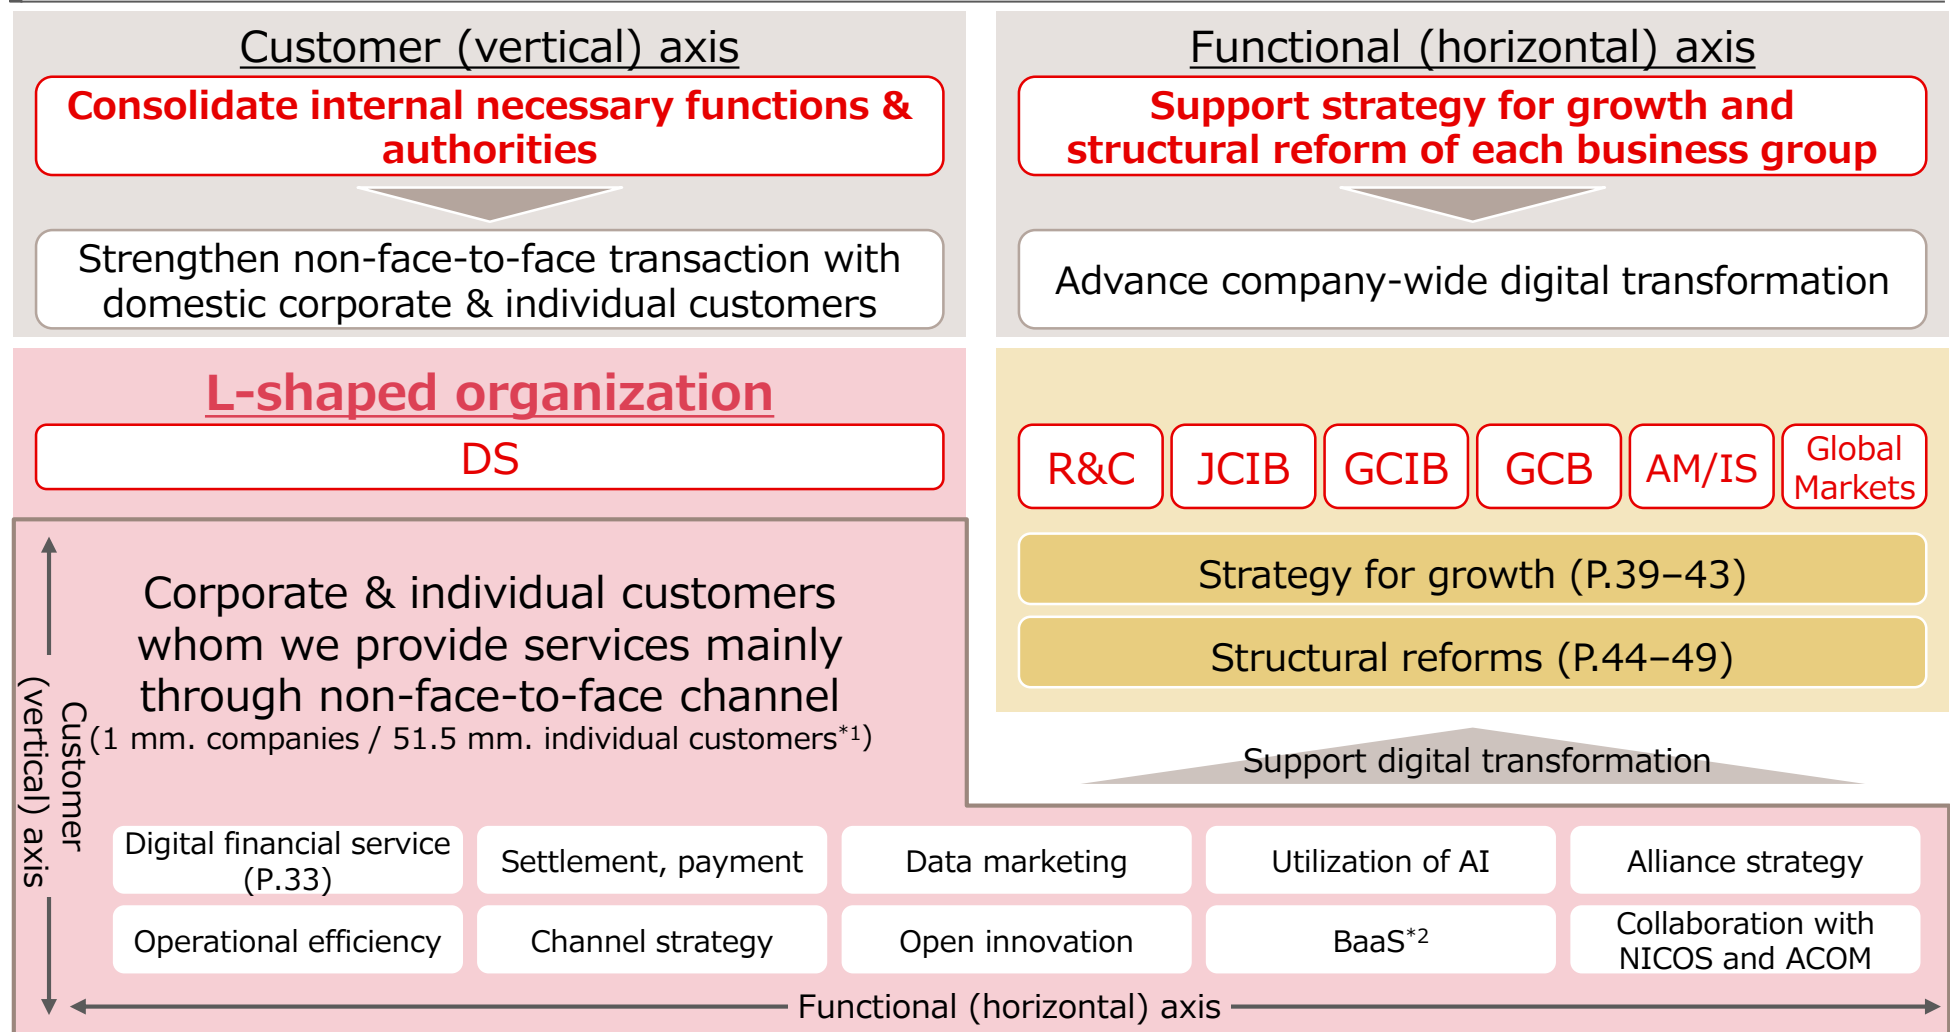 Customer (vertical) axis
Consolidate internal necessary functions &
authorities
Strengthen non-face-to-face transaction with
domestic corporate & individual customers
Functional (horizontal) axis
Support strategy for growth and
structural reform of each business group
Advance company-wide digital transformation
L-shaped organization
DS
R&C
JCIB
GCIB
GCB
AM/IS
Global
Markets
Strategy for growth (P.39–43)
Structural reforms (P.44–49)
Support digital transformation
Corporate & individual customers
whom we provide services mainly
through non-face-to-face channel
(1 mm. companies / 51.5 mm. individual customers*1)
Customer
(vertical) axis
Digital financial service
(P.33)
Settlement, payment
Data marketing
Utilization of AI
Alliance strategy
Operational efficiency
Channel strategy
Open innovation
BaaS*2
Collaboration with
NICOS and ACOM
Functional (horizontal) axis